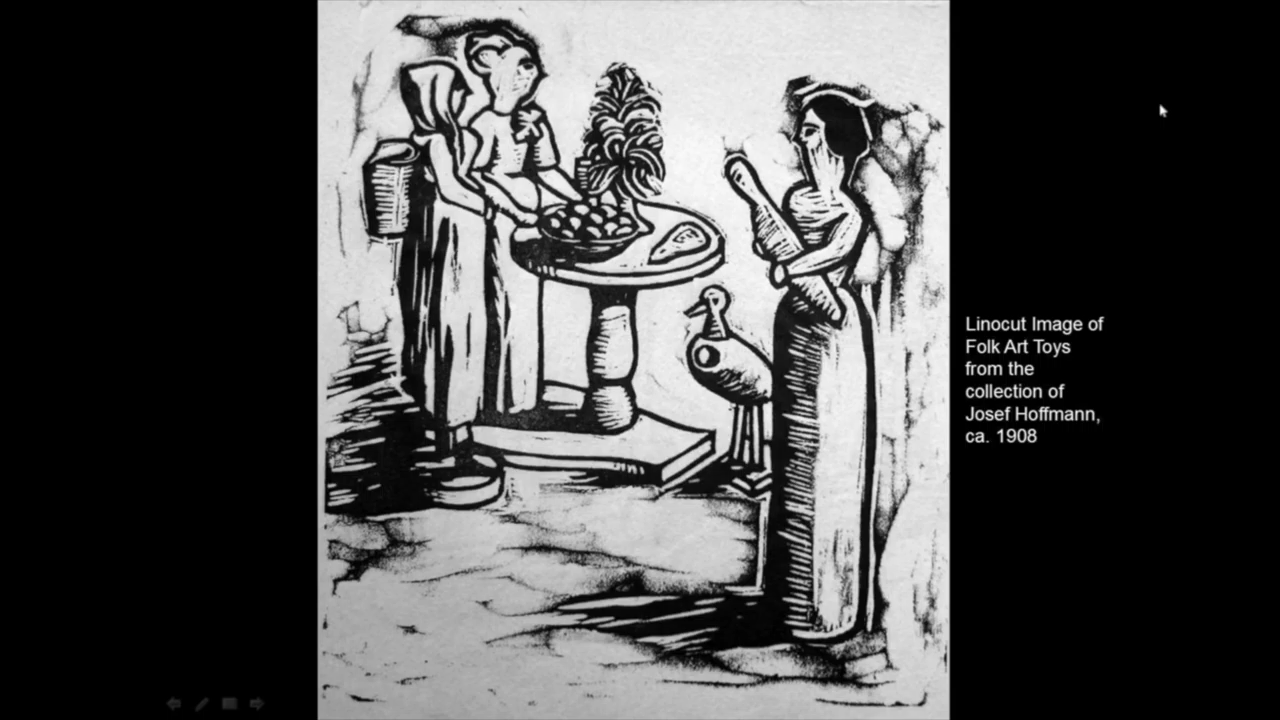 Linocut Image of
Folk Art Toys
from the
collection of
Josef Hoffmann,
ca. 1908